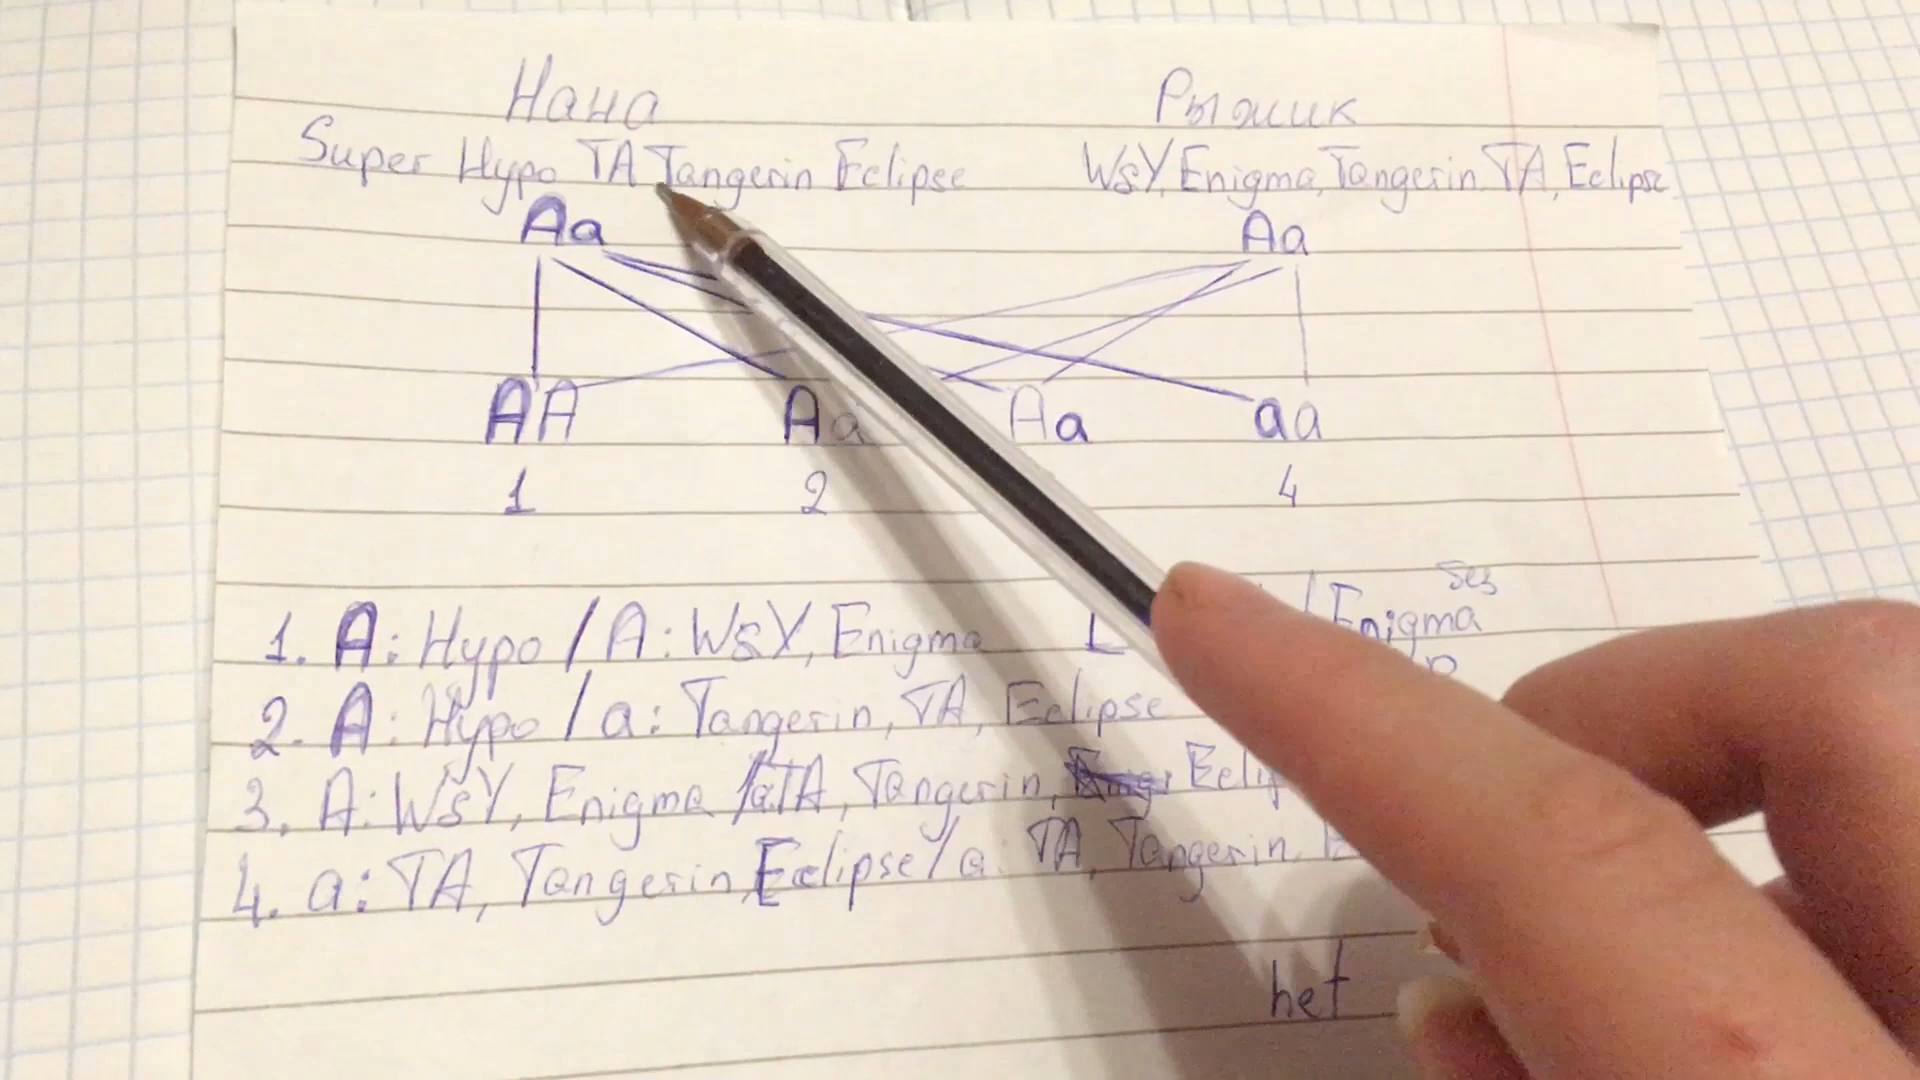 Нана Рыжик
Super Hypo TA Tangerin Eclipse WsY, Enigma, Tangerin TA, Eclipse
Aa Aa
AA Aa Aa aa
1 2 4
без
1. A: Hypo / A: WsY, Enigma / Enigma
2. A: Hypo / a: Tangerin, TA, Eclipse
3. A: WsY, Enigma /a:TA, Tangerin,
4. a: TA, Tangerin, Eclipse / a: TA, Tangerin,
het